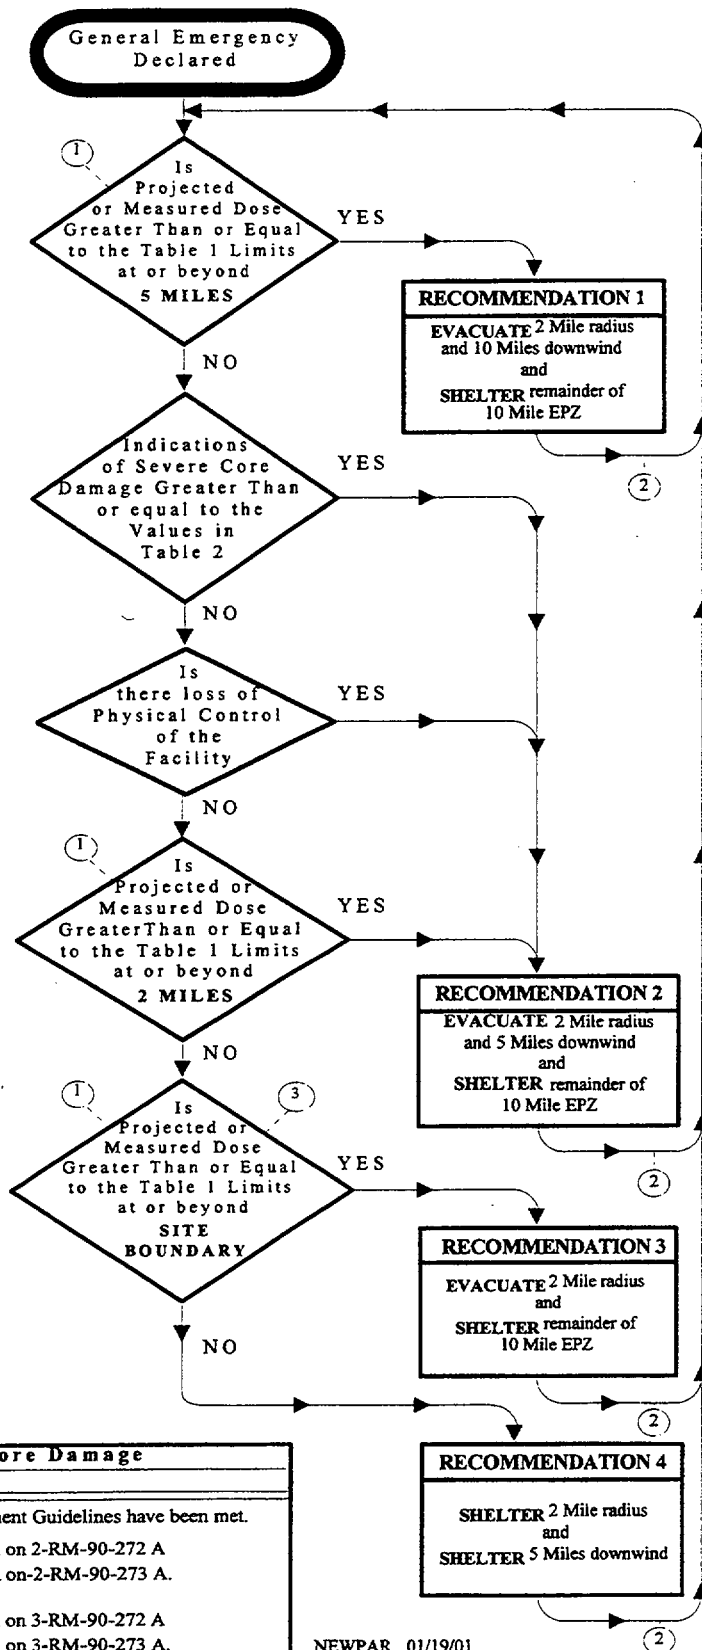 General Emergency
Declared
1
Is
Projected
or Measured Dose
Greater Than or Equal
to the Table 1 Limits
at or beyond
5 MILES
YES
RECOMMENDATION 1
EVACUATE 2 Mile radius
and 10 Miles downwind
and
SHELTER remainder of
10 Mile EPZ
2
NO
Indications
of Severe Core
Damage Greater Than
or equal to the
Values in
Table 2
YES
NO
Is
there loss of
Physical Control
of the
Facility
YES
NO
1
Is
Projected or
Measured Dose
GreaterThan or Equal
to the Table 1 Limits
at or beyond
2 MILES
YES
RECOMMENDATION 2
EVACUATE 2 Mile radius
and 5 Miles downwind
and
SHELTER remainder of
10 Mile EPZ
2
NO
1
3
Is
Projected or
Measured Dose
Greater Than or Equal
to the Table 1 Limits
at or beyond
SITE
BOUNDARY
YES
RECOMMENDATION 3
EVACUATE 2 Mile radius
and
SHELTER remainder of
10 Mile EPZ
2
NO
RECOMMENDATION 4
SHELTER 2 Mile radius
and
SHELTER 5 Miles downwind
2
ore Damage
ent Guidelines have been met.
on 2-RM-90-272 A
on-2-RM-90-273 A.
on 3-RM-90-272 A
on 3-RM-90-273 A.
NEWPAR 01/19/01